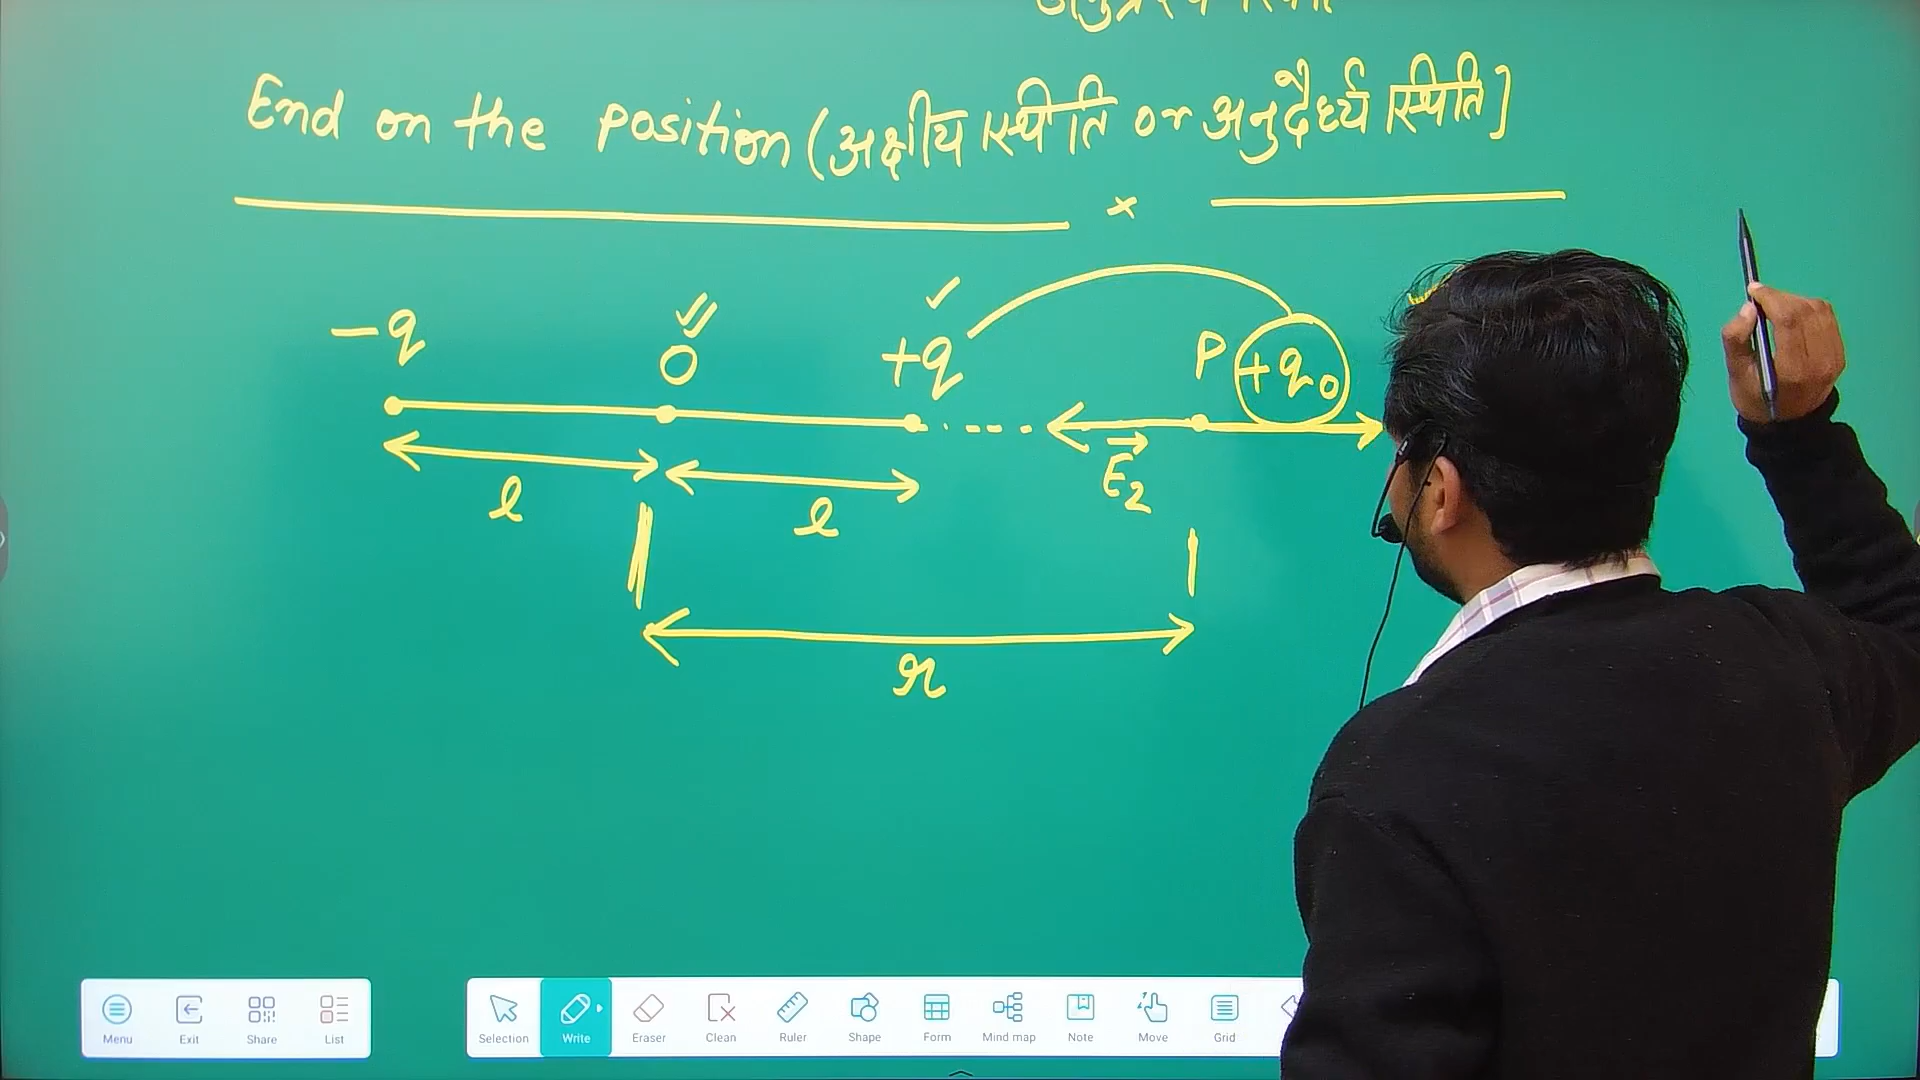 End on the position (अक्षीय स्थिति or अनुदैर्ध्य स्थिति]
x
-q O +q P +q₀
E₂
l l
r
Menu Exit Share List
Selection Write Eraser Clean Ruler Shape Form Mind map Note Move Grid